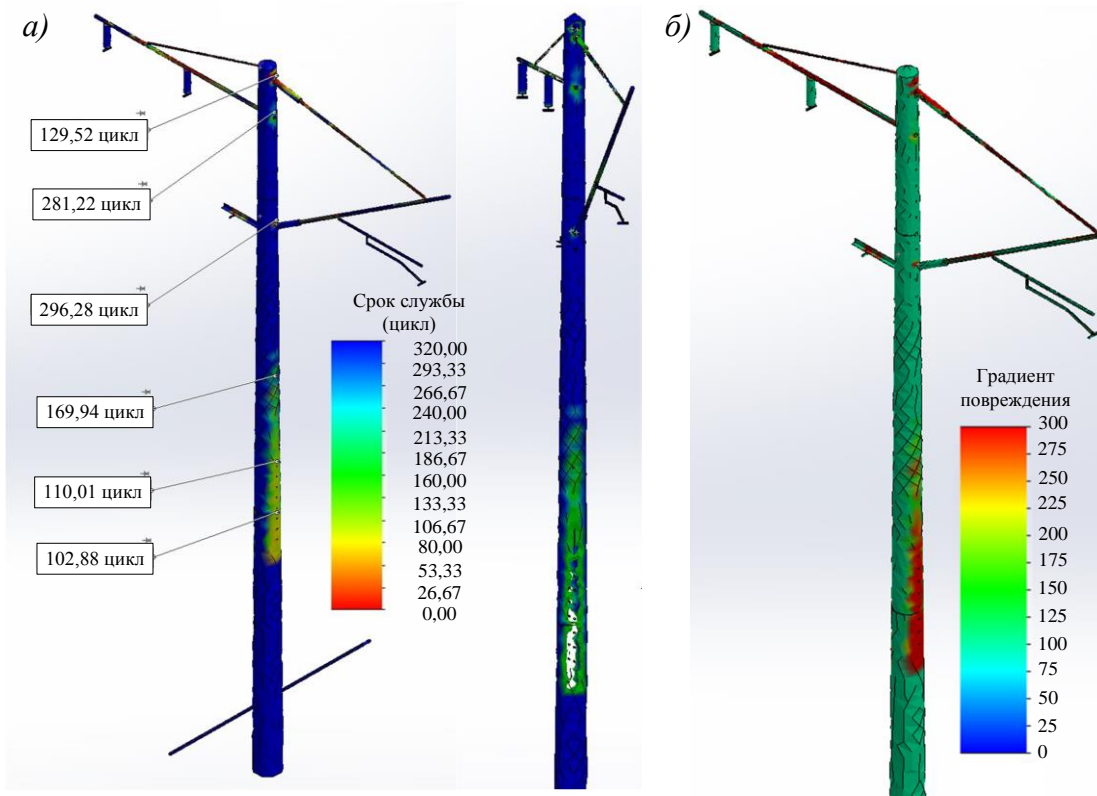 а)
б)
129,52 цикл
281,22 цикл
296,28 цикл
169,94 цикл
110,01 цикл
102,88 цикл
Срок службы
(цикл)
320,00
293,33
266,67
240,00
213,33
186,67
160,00
133,33
106,67
80,00
53,33
26,67
0,00
Градиент
повреждения
300
275
250
225
200
175
150
125
100
75
50
25
0